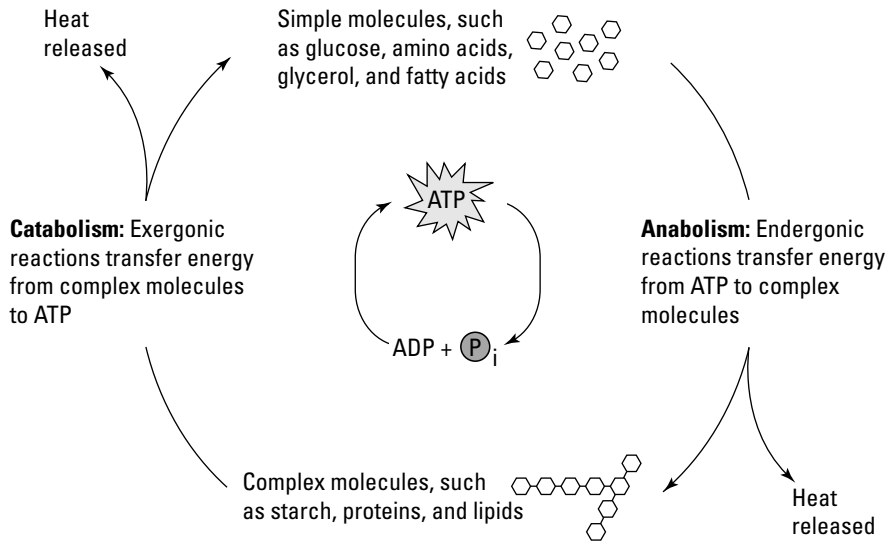 Heat
released
Simple molecules, such
as glucose, amino acids,
glycerol, and fatty acids
ATP
Catabolism: Exergonic
reactions transfer energy
from complex molecules
to ATP
Anabolism: Endergonic
reactions transfer energy
from ATP to complex
molecules
ADP + P i
Complex molecules, such
as starch, proteins, and lipids
Heat
released